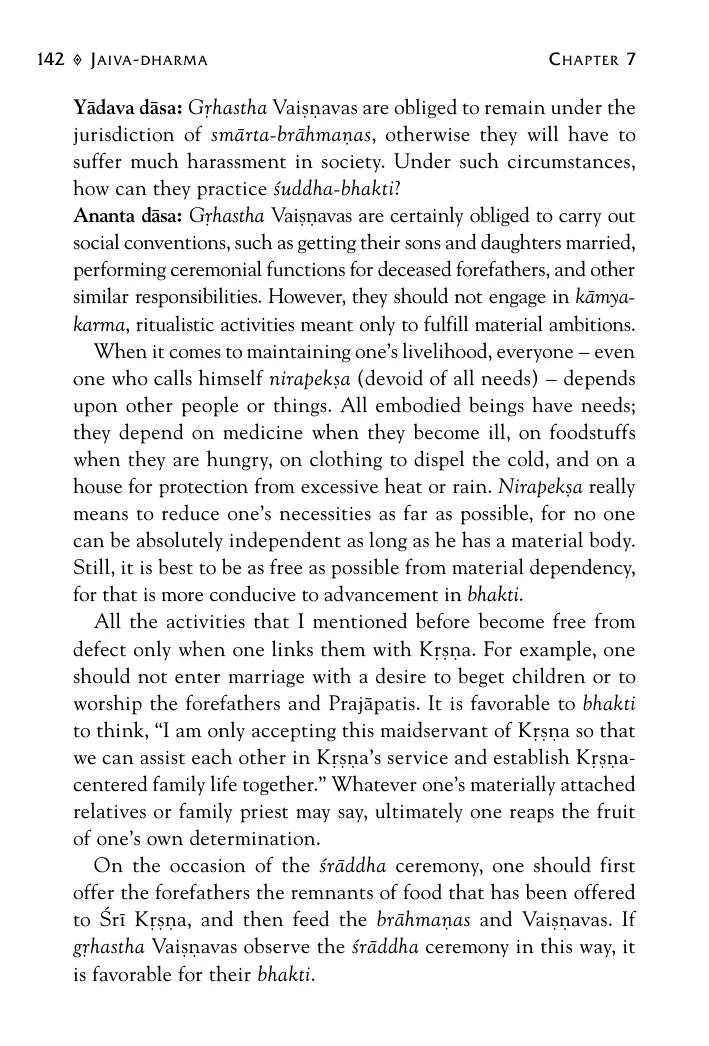 142 ◊ Jaiva-dharma Chapter 7
Yādava dāsa: Gṛhastha Vaiṣṇavas are obliged to remain under the
jurisdiction of smārta-brāhmaṇas, otherwise they will have to
suffer much harassment in society. Under such circumstances,
how can they practice śuddha-bhakti?
Ananta dāsa: Gṛhastha Vaiṣṇavas are certainly obliged to carry out
social conventions, such as getting their sons and daughters married,
performing ceremonial functions for deceased forefathers, and other
similar responsibilities. However, they should not engage in kāmya-
karma, ritualistic activities meant only to fulfill material ambitions.
When it comes to maintaining one’s livelihood, everyone – even
one who calls himself nirapekṣa (devoid of all needs) – depends
upon other people or things. All embodied beings have needs;
they depend on medicine when they become ill, on foodstuffs
when they are hungry, on clothing to dispel the cold, and on a
house for protection from excessive heat or rain. Nirapekṣa really
means to reduce one’s necessities as far as possible, for no one
can be absolutely independent as long as he has a material body.
Still, it is best to be as free as possible from material dependency,
for that is more conducive to advancement in bhakti.
All the activities that I mentioned before become free from
defect only when one links them with Kṛṣṇa. For example, one
should not enter marriage with a desire to beget children or to
worship the forefathers and Prajāpatis. It is favorable to bhakti
to think, “I am only accepting this maidservant of Kṛṣṇa so that
we can assist each other in Kṛṣṇa’s service and establish Kṛṣṇa-
centered family life together.” Whatever one’s materially attached
relatives or family priest may say, ultimately one reaps the fruit
of one’s own determination.
On the occasion of the śrāddha ceremony, one should first
offer the forefathers the remnants of food that has been offered
to Śrī Kṛṣṇa, and then feed the brāhmaṇas and Vaiṣṇavas. If
gṛhastha Vaiṣṇavas observe the śrāddha ceremony in this way, it
is favorable for their bhakti.